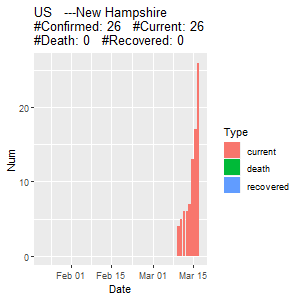 US   ---New Hampshire
#Confirmed: 26   #Current: 26
#Death: 0   #Recovered: 0
Num
20
10
0
Feb 01
Feb 15
Mar 01
Mar 15
Date
Type
current
death
recovered